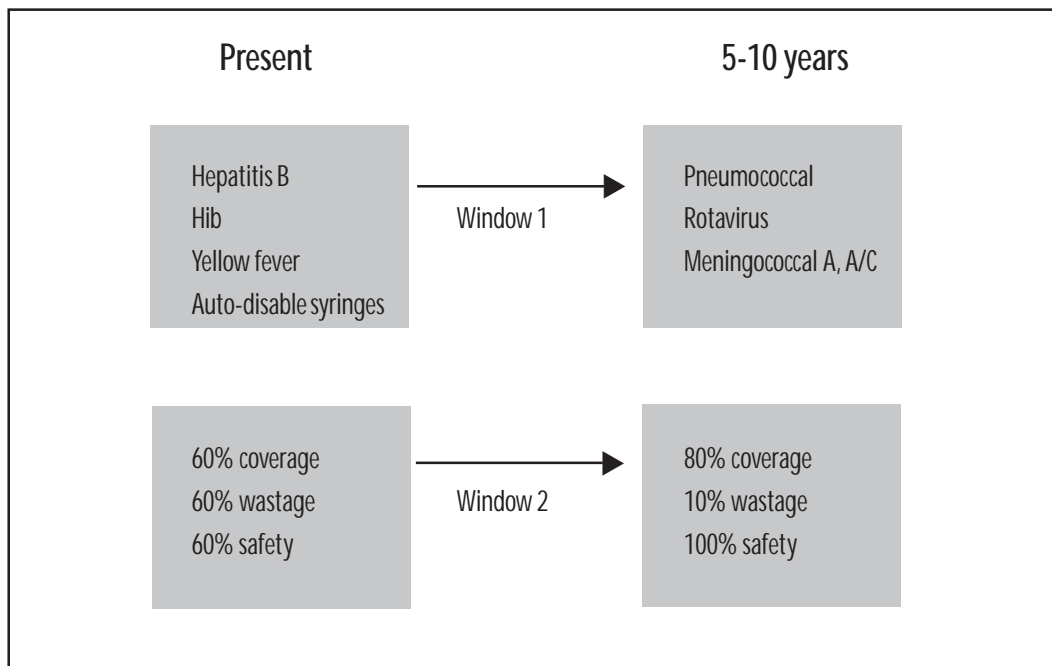 Present
5-10 years
Hepatitis B
Hib
Yellow fever
Auto-disable syringes
Window 1
Pneumococcal
Rotavirus
Meningococcal A, A/C
60% coverage
60% wastage
60% safety
Window 2
80% coverage
10% wastage
100% safety